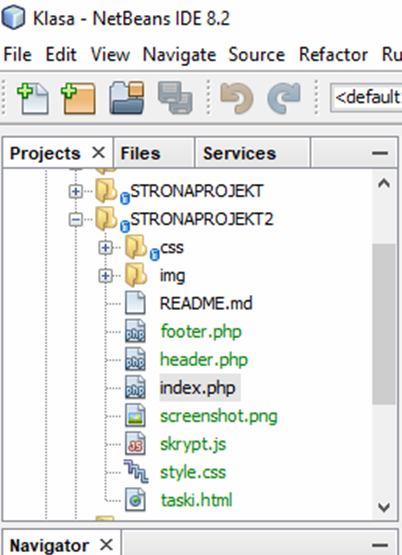 Klasa - NetBeans IDE 8.2
File Edit View Navigate Source Refactor Ru
<default
Projects Files Services
STRONAPROJEKT
STRONAPROJEKT2
css
img
README.md
footer.php
header.php
index.php
screenshot.png
skrypt.js
style.css
taski.html
Navigator